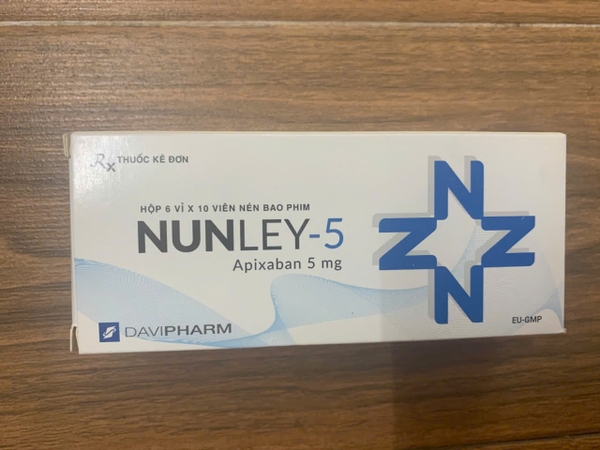 Rx THUỐC KÊ ĐƠN
HỘP 6 VỈ X 10 VIÊN NÉN BAO PHIM
NUNLEY-5
Apixaban 5 mg
N
Z Z
N
DAVIPHARM
EU-GMP